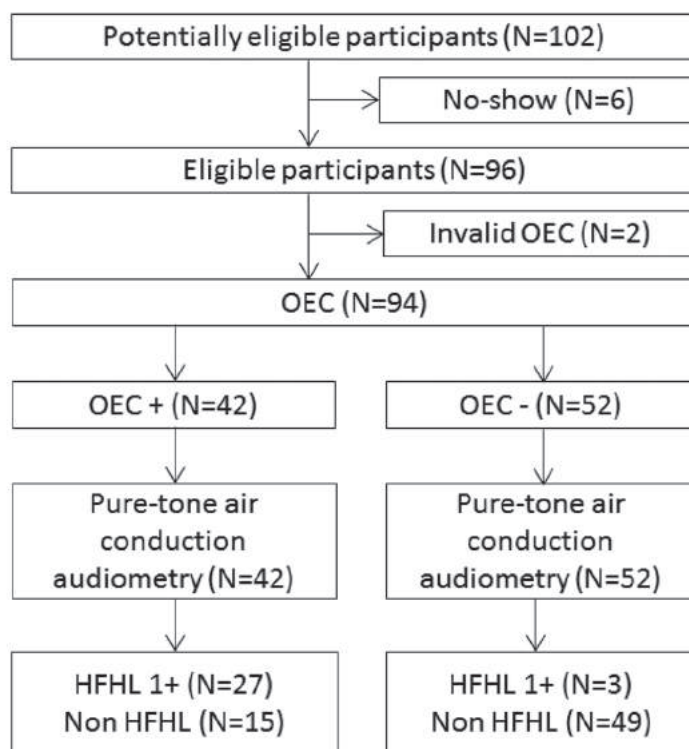 Potentially eligible participants (N=102)
No-show (N=6)
Eligible participants (N=96)
Invalid OEC (N=2)
OEC (N=94)
OEC + (N=42)
OEC - (N=52)
Pure-tone air
conduction
audiometry (N=42)
Pure-tone air
conduction
audiometry (N=52)
HFHL 1+ (N=27)
Non HFHL (N=15)
HFHL 1+ (N=3)
Non HFHL (N=49)